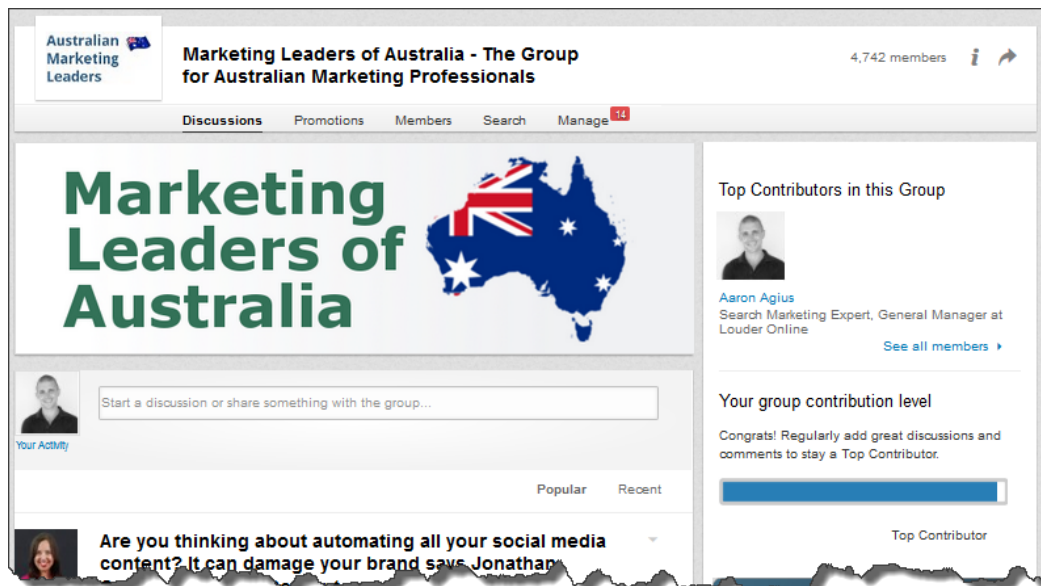 Australian
Marketing
Leaders
Marketing Leaders of Australia - The Group
for Australian Marketing Professionals
4,742 members
i
Discussions
Promotions
Members
Search
Manage
14
Marketing
Leaders of
Australia
Top Contributors in this Group
Aaron Agius
Search Marketing Expert, General Manager at
Louder Online
See all members
Start a discussion or share something with the group...
Your Activity
Your group contribution level
Congrats! Regularly add great discussions and
comments to stay a Top Contributor.
Top Contributor
Popular
Recent
Are you thinking about automating all your social media
content? It can damage your brand says Jonathan